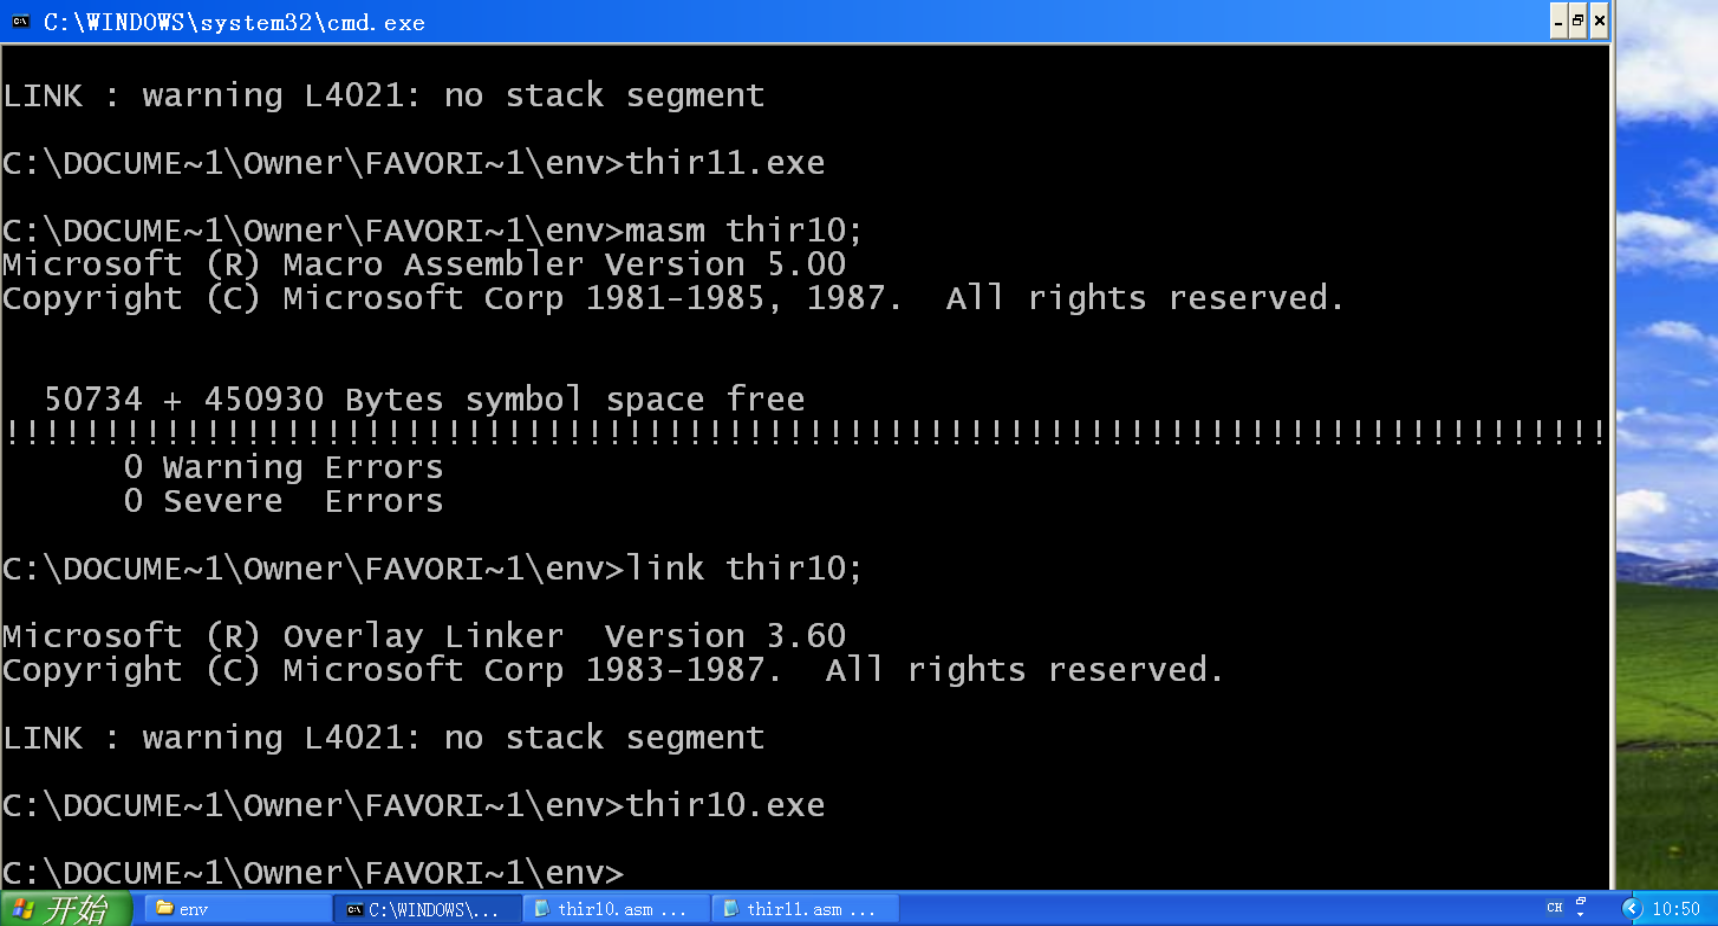 C:\WINDOWS\system32\cmd.exe
LINK : warning L4021: no stack segment
C:\DOCUME~1\Owner\FAVORI~1\env>thir11.exe
C:\DOCUME~1\Owner\FAVORI~1\env>masm thir10;
Microsoft (R) Macro Assembler Version 5.00
Copyright (C) Microsoft Corp 1981-1985, 1987.  All rights reserved.
50734 + 450930 Bytes symbol space free
!!!!!!!!!!!!!!!!!!!!!!!!!!!!!!!!!!!!!!!!!!!!!!!!!!!!!!!!!!!!!!!!!!!!!!!!!!!!!!!!
0 Warning Errors
0 Severe  Errors
C:\DOCUME~1\Owner\FAVORI~1\env>link thir10;
Microsoft (R) Overlay Linker  Version 3.60
Copyright (C) Microsoft Corp 1983-1987.  All rights reserved.
LINK : warning L4021: no stack segment
C:\DOCUME~1\Owner\FAVORI~1\env>thir10.exe
C:\DOCUME~1\Owner\FAVORI~1\env>
开始 env C:\WINDOWS\... thir10.asm ... thir11.asm ... CH 10:50